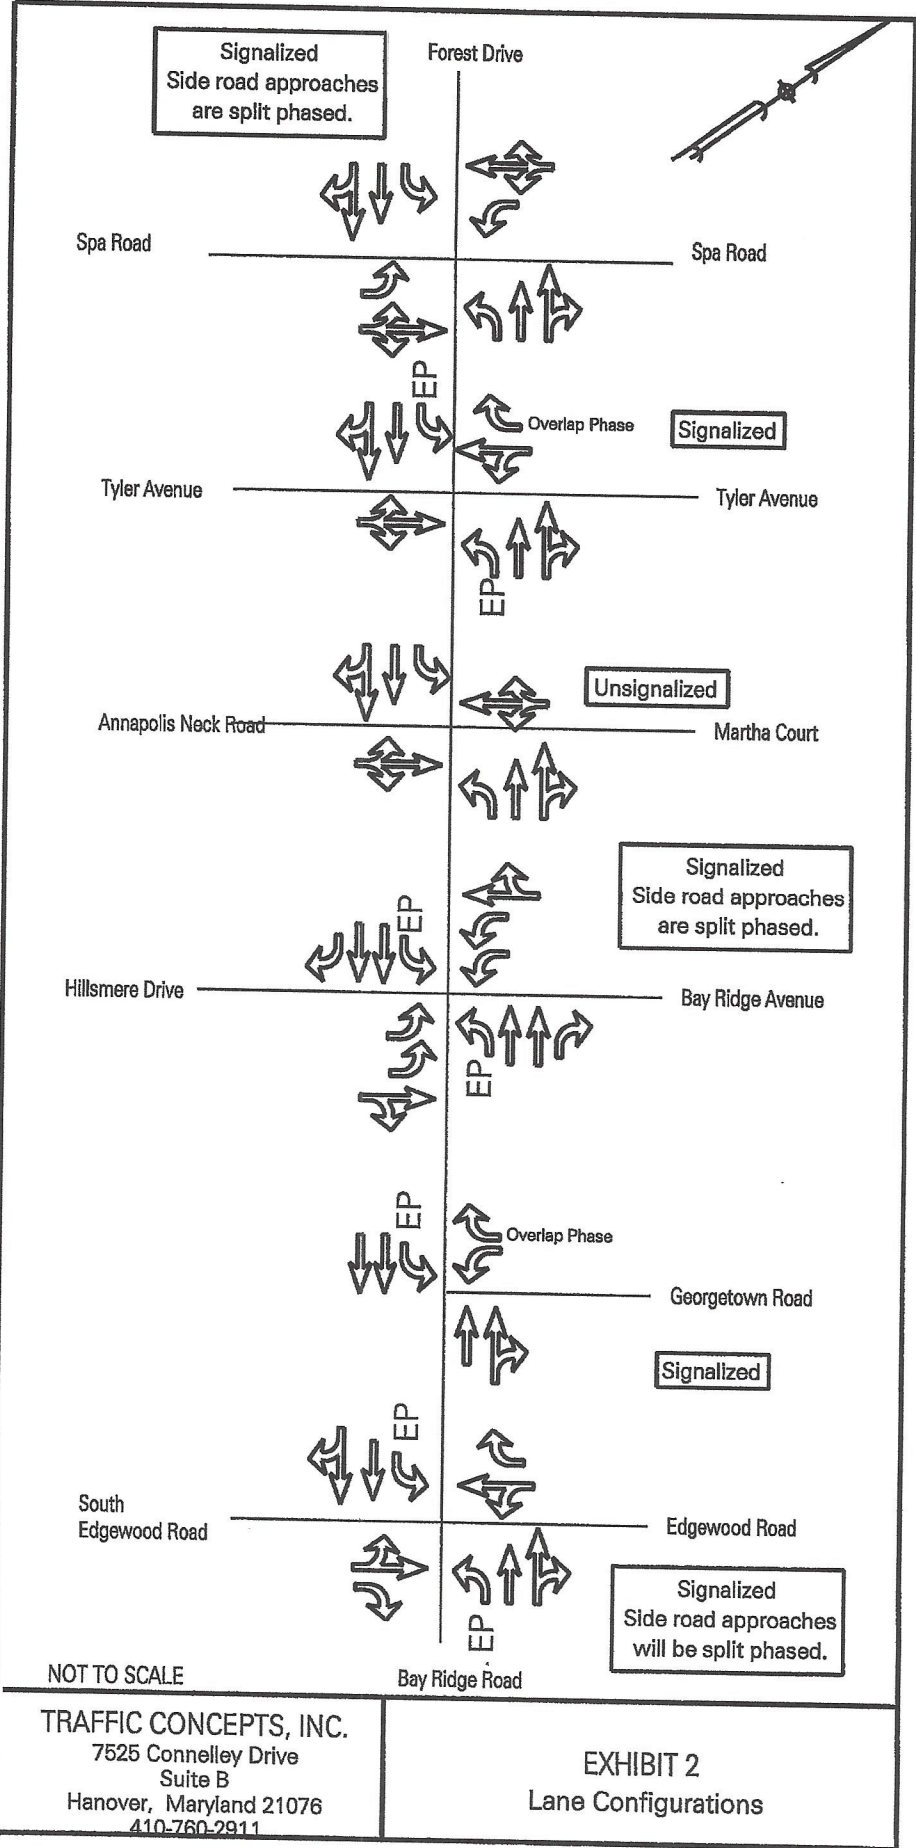 Signalized
Side road approaches
are split phased.
Forest Drive
Spa Road
Spa Road
EP
Overlap Phase
Signalized
Tyler Avenue
Tyler Avenue
EP
Unsignalized
Annapolis Neck Road
Martha Court
Signalized
Side road approaches
are split phased.
EP
Hillsmere Drive
Bay Ridge Avenue
EP
EP
Overlap Phase
Georgetown Road
Signalized
EP
South
Edgewood Road
Edgewood Road
Signalized
Side road approaches
will be split phased.
EP
NOT TO SCALE
Bay Ridge Road
TRAFFIC CONCEPTS, INC.
7525 Connelley Drive
Suite B
Hanover, Maryland 21076
410-760-2911
EXHIBIT 2
Lane Configurations